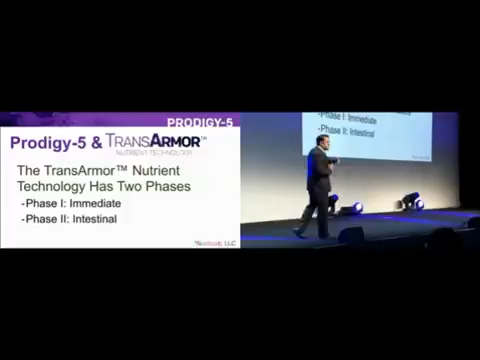 PRODIGY-5
Prodigy-5 & TRANSARMOR™
NUTRIENT TECHNOLOGY
The TransArmor™ Nutrient
Technology Has Two Phases
-Phase I: Immediate
-Phase II: Intestinal
LLC
-Phase I: Immediate
-Phase II: Intestinal